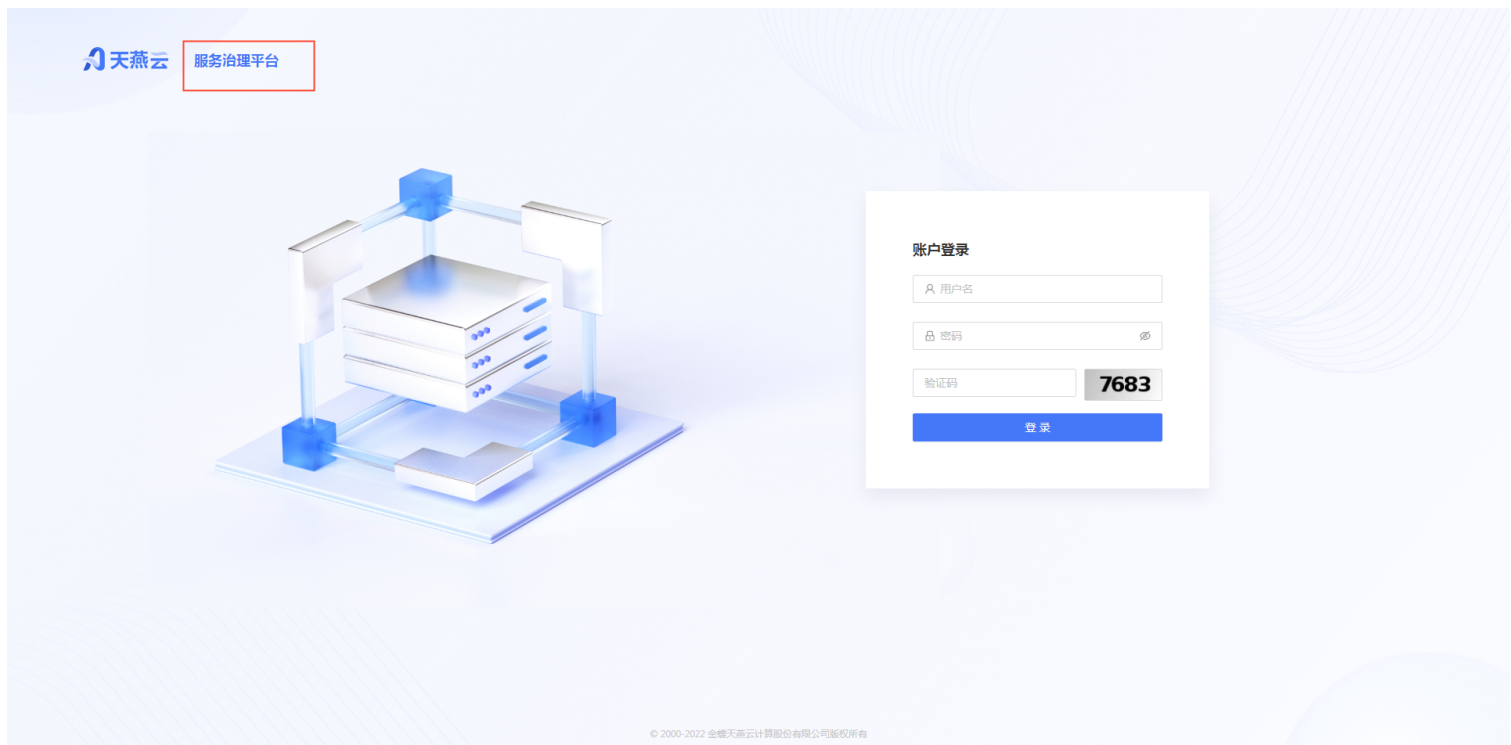 天燕云 服务治理平台
账户登录
用户名
密码
验证码 7683
登 录
© 2000-2022 金蝶天燕云计算股份有限公司版权所有